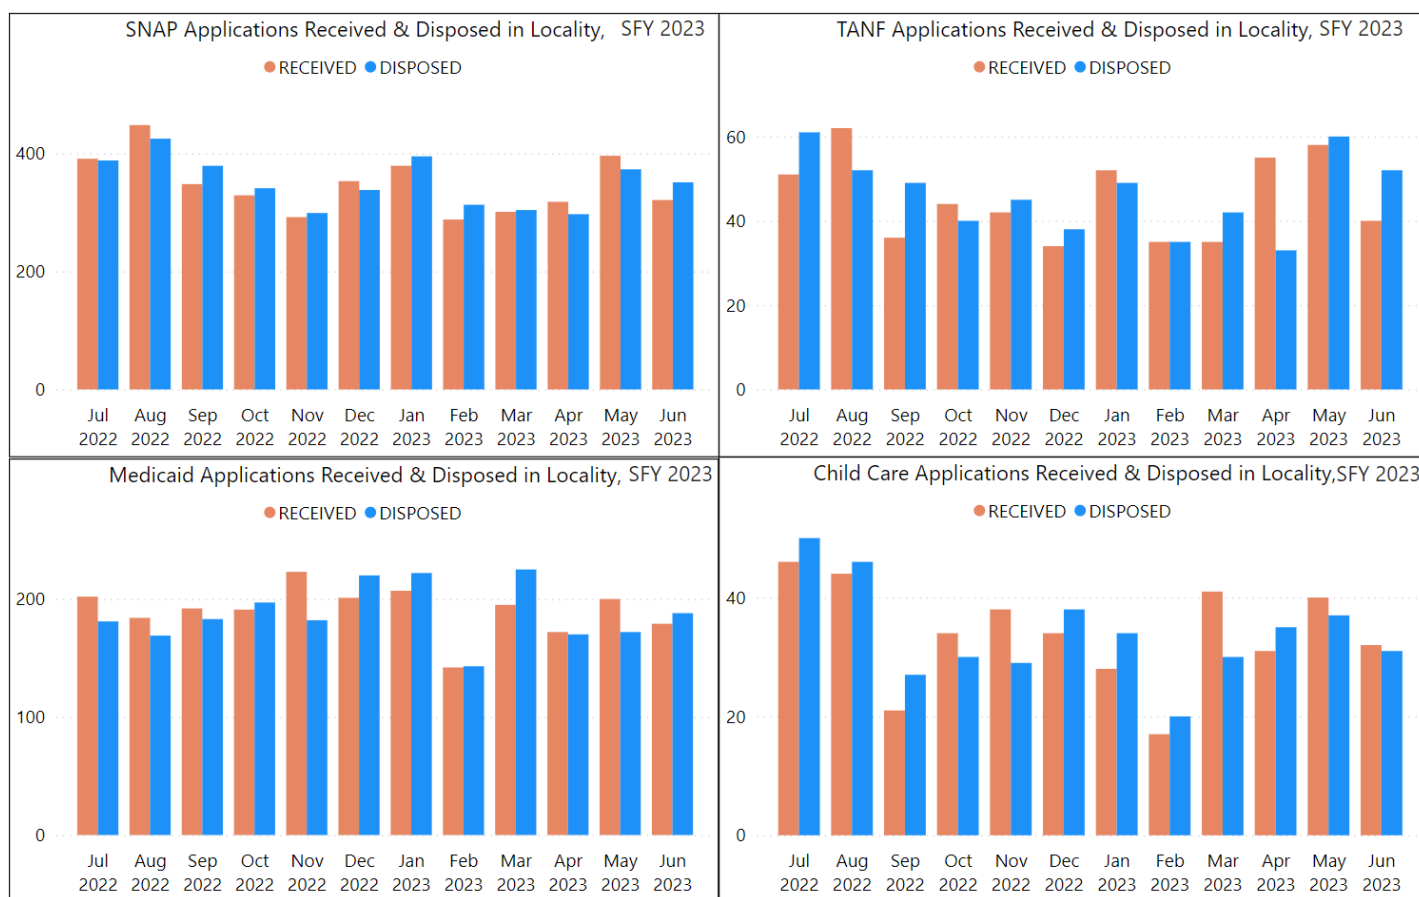 SNAP Applications Received & Disposed in Locality, SFY 2023
RECEIVED DISPOSED
400
200
0
Jul Aug Sep Oct Nov Dec Jan Feb Mar Apr May Jun
2022 2022 2022 2022 2022 2022 2023 2023 2023 2023 2023 2023
TANF Applications Received & Disposed in Locality, SFY 2023
RECEIVED DISPOSED
60
40
20
0
Jul Aug Sep Oct Nov Dec Jan Feb Mar Apr May Jun
2022 2022 2022 2022 2022 2022 2023 2023 2023 2023 2023 2023
Medicaid Applications Received & Disposed in Locality, SFY 2023
RECEIVED DISPOSED
200
100
0
Jul Aug Sep Oct Nov Dec Jan Feb Mar Apr May Jun
2022 2022 2022 2022 2022 2022 2023 2023 2023 2023 2023 2023
Child Care Applications Received & Disposed in Locality,SFY 2023
RECEIVED DISPOSED
40
20
0
Jul Aug Sep Oct Nov Dec Jan Feb Mar Apr May Jun
2022 2022 2022 2022 2022 2022 2023 2023 2023 2023 2023 2023